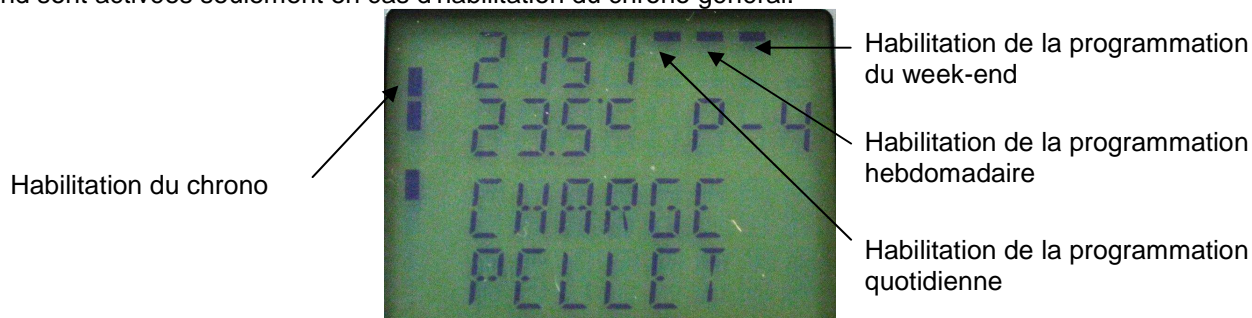 nd sont activées seulement en cas d'habilitation du chrono général.
2151
23.5°C P-4
CHARGE
PELLET
Habilitation du chrono
Habilitation de la programmation
du week-end
Habilitation de la programmation
hebdomadaire
Habilitation de la programmation
quotidienne